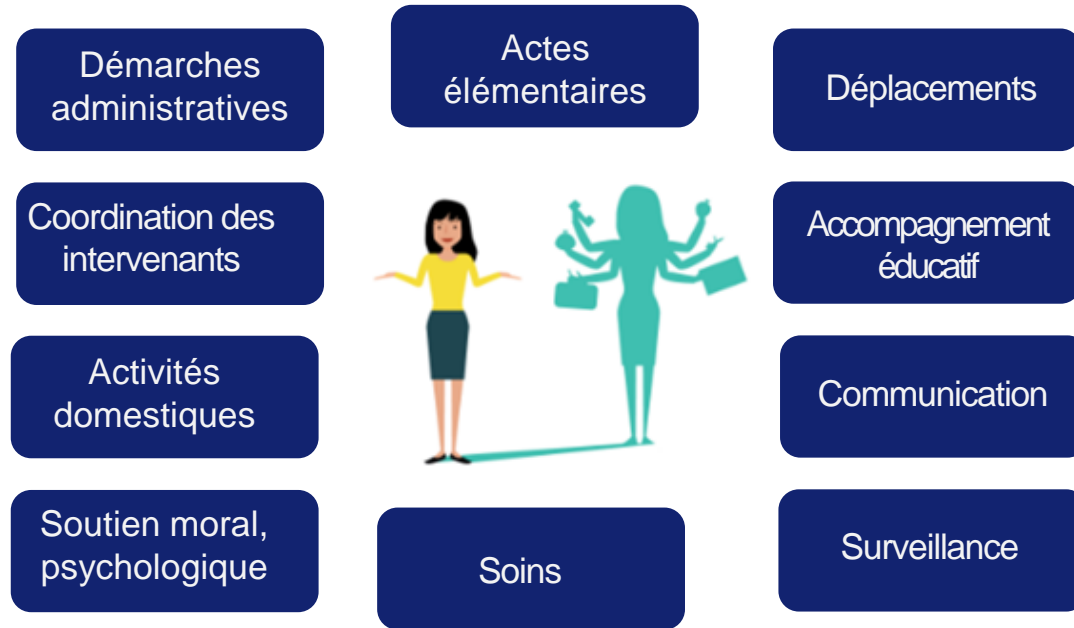 Démarches
administratives
Actes
élémentaires
Déplacements
Coordination des
intervenants
Accompagnement
éducatif
Activités
domestiques
Communication
Soutien moral,
psychologique
Soins
Surveillance